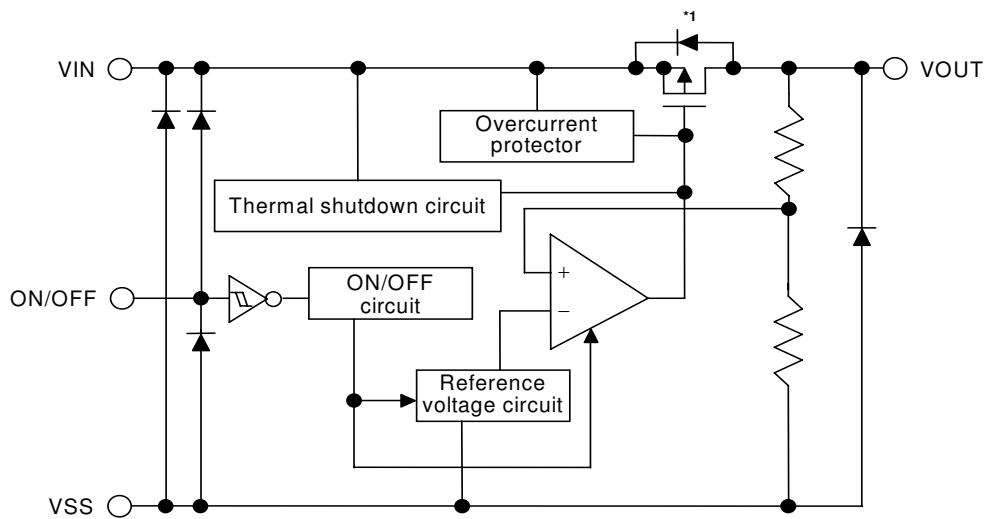 *1
VIN
VOUT
Overcurrent
protector
Thermal shutdown circuit
+
−
ON/OFF
ON/OFF
circuit
Reference
voltage circuit
VSS